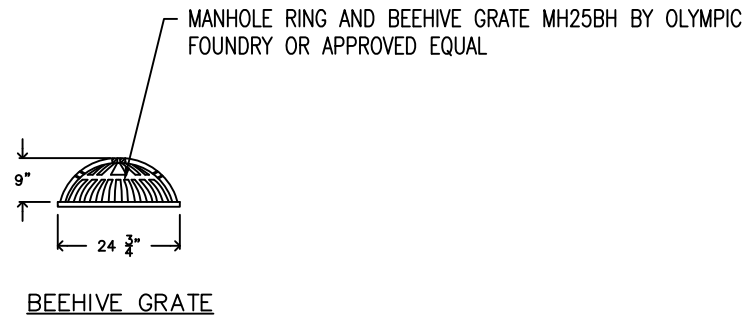 MANHOLE RING AND BEEHIVE GRATE MH25BH BY OLYMPIC
FOUNDRY OR APPROVED EQUAL
9"
24 3/4"
BEEHIVE GRATE